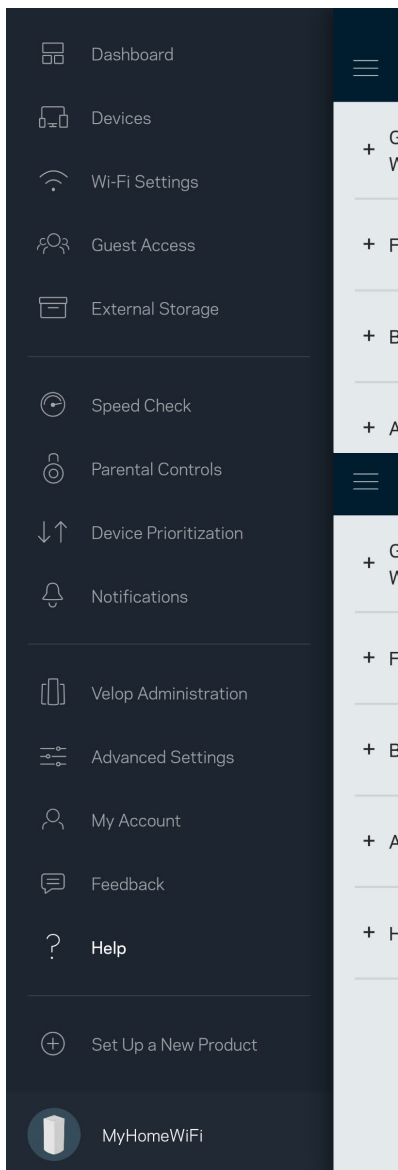 Dashboard
Devices
Wi-Fi Settings
Guest Access
External Storage
Speed Check
Parental Controls
Device Prioritization
Notifications
Velop Administration
Advanced Settings
My Account
Feedback
? Help
Set Up a New Product
MyHomeWiFi
+ G
W
+ F
+ B
+ A
+ G
W
+ F
+ B
+ A
+ H